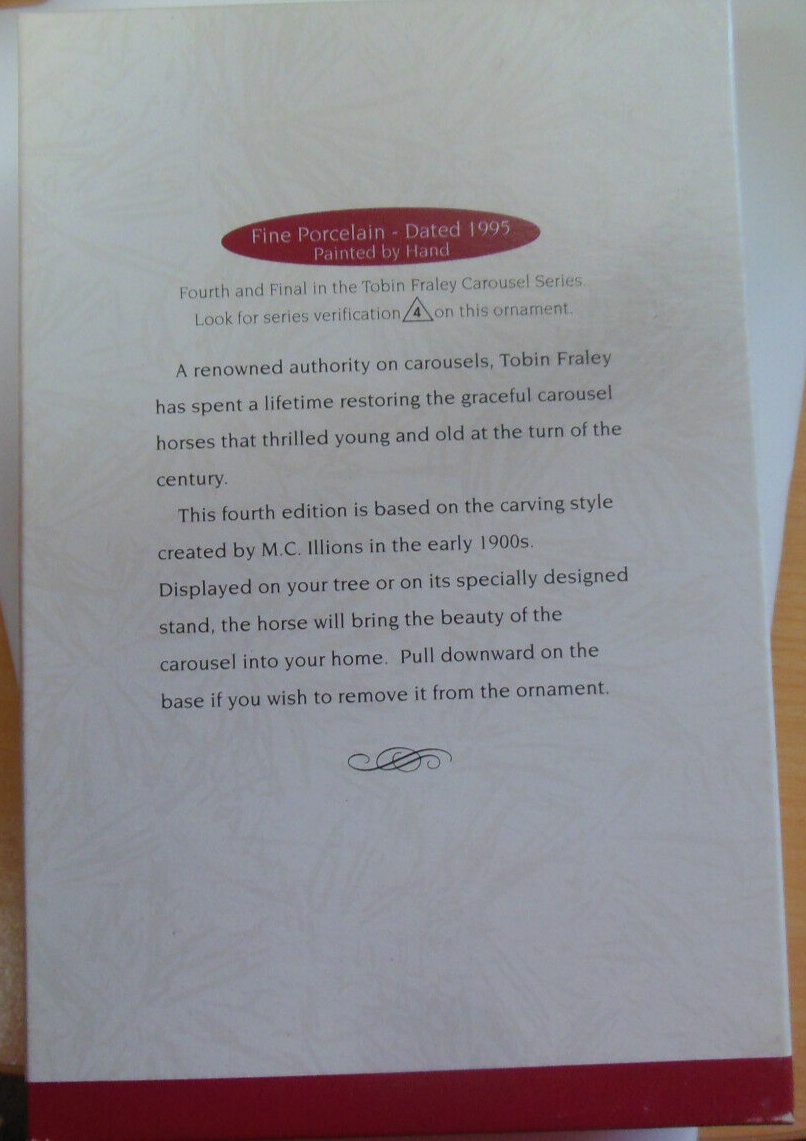 Fine Porcelain - Dated 1995
Painted by Hand
Fourth and Final in the Tobin Fraley Carousel Series.
Look for series verification 4 on this ornament.
A renowned authority on carousels, Tobin Fraley
has spent a lifetime restoring the graceful carousel
horses that thrilled young and old at the turn of the
century.
This fourth edition is based on the carving style
created by M.C. Illions in the early 1900s.
Displayed on your tree or on its specially designed
stand, the horse will bring the beauty of the
carousel into your home. Pull downward on the
base if you wish to remove it from the ornament.